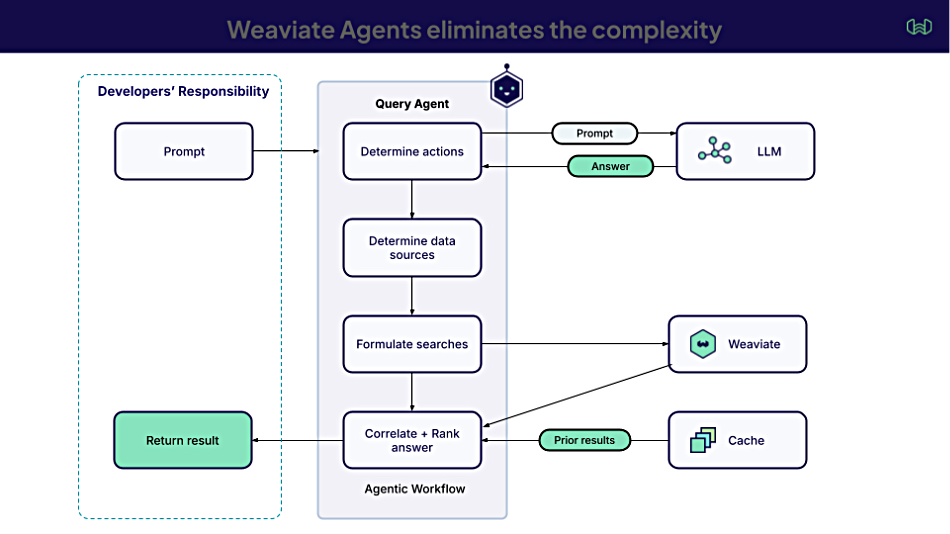 Weaviate Agents eliminates the complexity
Developers’ Responsibility
Prompt
Query Agent
Determine actions
Prompt
Answer
LLM
Determine data
sources
Formulate searches
Weaviate
Return result
Correlate + Rank
answer
Prior results
Cache
Agentic Workflow